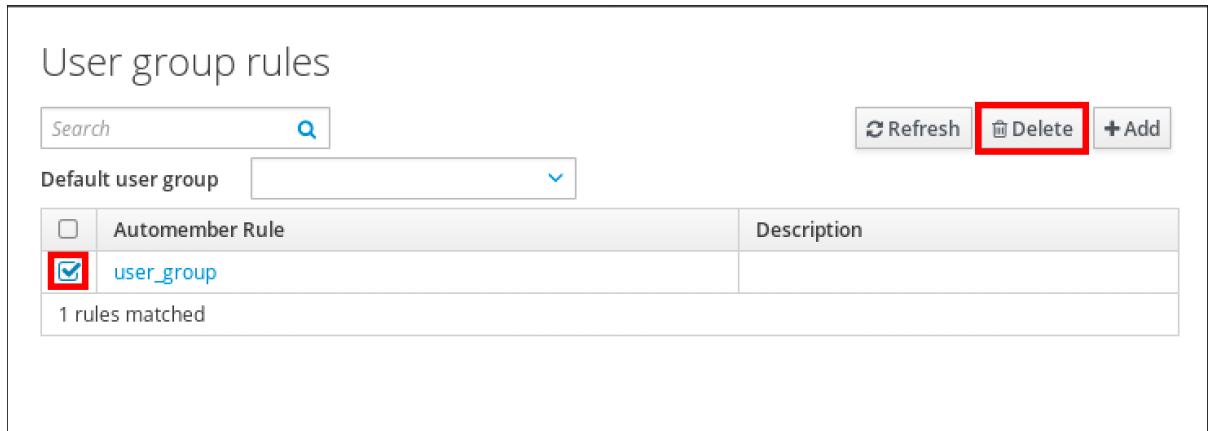 User group rules
Search
Refresh Delete Add
Default user group
Automember Rule Description
user_group
1 rules matched